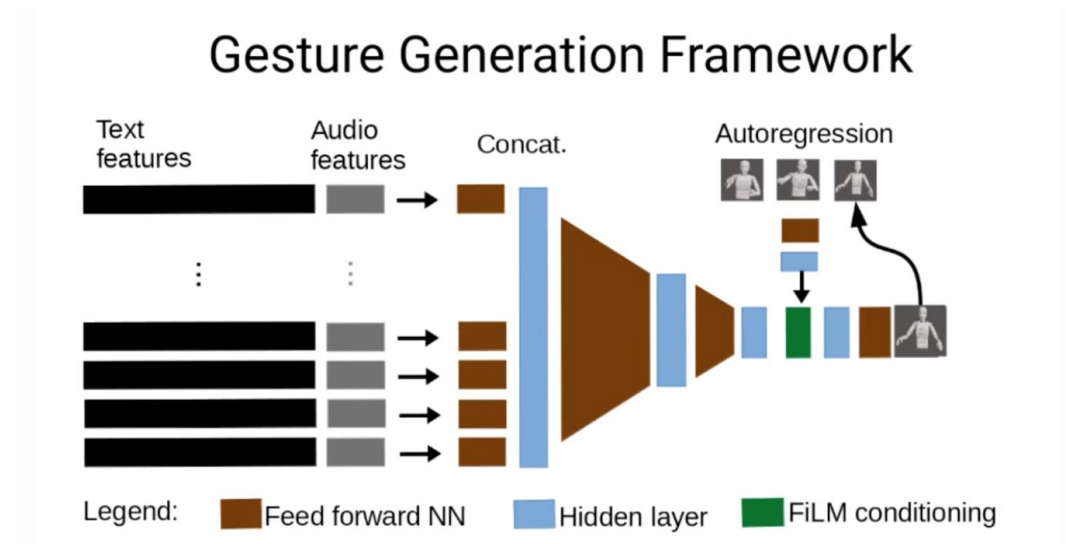 Gesture Generation Framework
Text
features
Audio
features
Concat.
Autoregression
Legend:
Feed forward NN
Hidden layer
FiLM conditioning